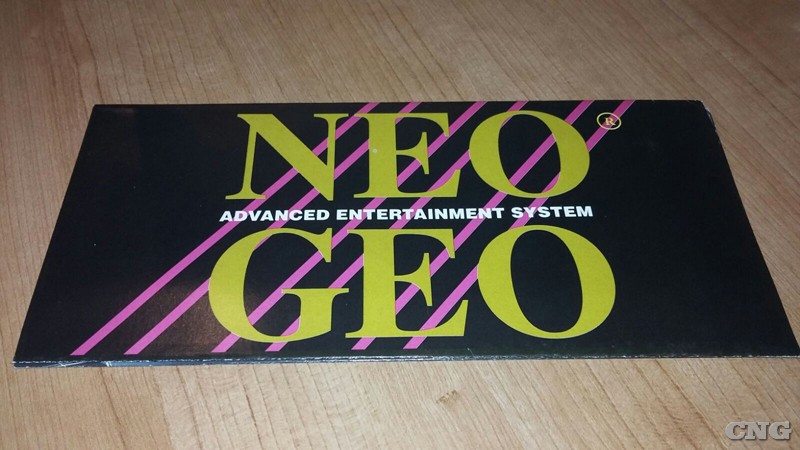 NEO ®
ADVANCED ENTERTAINMENT SYSTEM
GEO
CNG